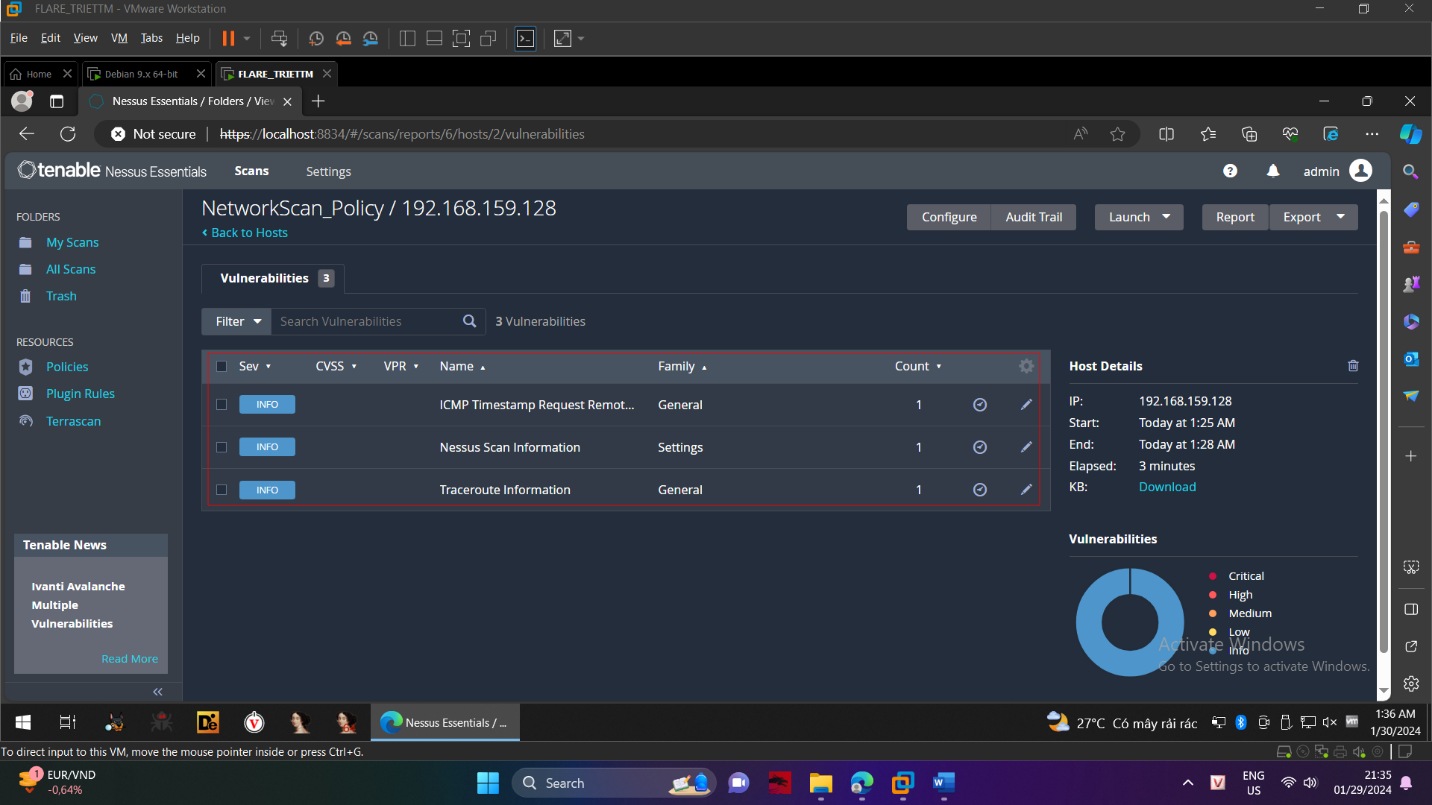 FLARE_TRIETTM - VMware Workstation
File Edit View VM Tabs Help
Home Debian 9.x 64-bit FLARE_TRIETTM
Nessus Essentials / Folders / View
Not secure https://localhost:8834/#/scans/reports/6/hosts/2/vulnerabilities
tenable Nessus Essentials Scans Settings admin
FOLDERS
My Scans
All Scans
Trash
RESOURCES
Policies
Plugin Rules
Terrascan
Tenable News
Ivanti Avalanche
Multiple
Vulnerabilities
Read More
NetworkScan_Policy / 192.168.159.128
Back to Hosts
Configure Audit Trail Launch Report Export
Vulnerabilities 3
Filter Search Vulnerabilities 3 Vulnerabilities
Sev CVSS VPR Name Family Count
INFO ICMP Timestamp Request Remot... General 1
INFO Nessus Scan Information Settings 1
INFO Traceroute Information General 1
Host Details
IP: 192.168.159.128
Start: Today at 1:25 AM
End: Today at 1:28 AM
Elapsed: 3 minutes
KB: Download
Vulnerabilities
Critical
High
Medium
Low
Info
Activate Windows
Go to Settings to activate Windows.
Nessus Essentials / ...
27°C Có mây rải rác
1:36 AM
1/30/2024
To direct input to this VM, move the mouse pointer inside or press Ctrl+G.
1 EUR/VND
-0,64%
Search
ENG
US
21:35
01/29/2024